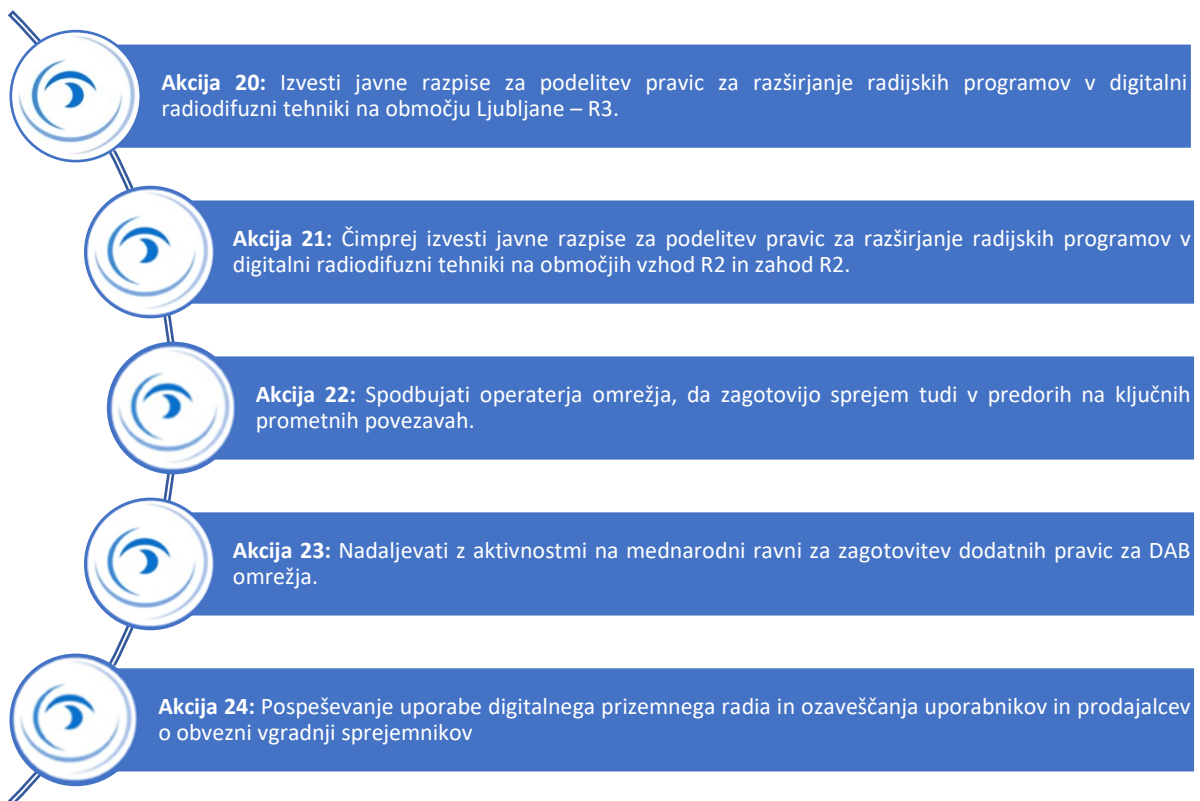 Akcija 20: Izvesti javne razpise za podelitev pravic za razširjanje radijskih programov v digitalni
radiodifuzni tehniki na območju Ljubljane – R3.
Akcija 21: Čimprej izvesti javne razpise za podelitev pravic za razširjanje radijskih programov v
digitalni radiodifuzni tehniki na območjih vzhod R2 in zahod R2.
Akcija 22: Spodbujati operaterja omrežja, da zagotovijo sprejem tudi v predorih na ključnih
prometnih povezavah.
Akcija 23: Nadaljevati z aktivnostmi na mednarodni ravni za zagotovitev dodatnih pravic za DAB
omrežja.
Akcija 24: Pospeševanje uporabe digitalnega prizemnega radia in ozaveščanja uporabnikov in prodajalcev
o obvezni vgradnji sprejemnikov